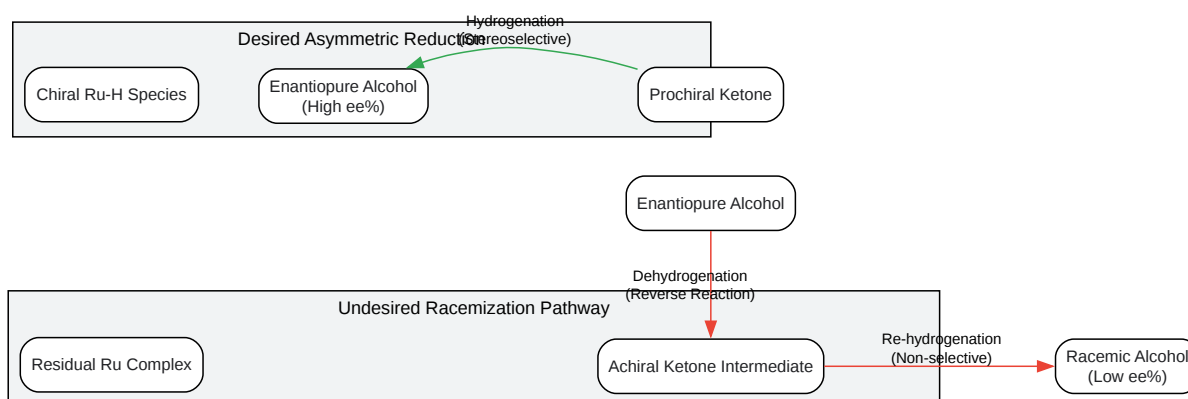 Hydrogenation
(Stereoselective)
Desired Asymmetric Reduction
Chiral Ru-H Species
Enantiopure Alcohol
(High ee%)
Prochiral Ketone
Enantiopure Alcohol
Dehydrogenation
(Reverse Reaction)
Undesired Racemization Pathway
Residual Ru Complex
Achiral Ketone Intermediate
Re-hydrogenation
(Non-selective)
Racemic Alcohol
(Low ee%)